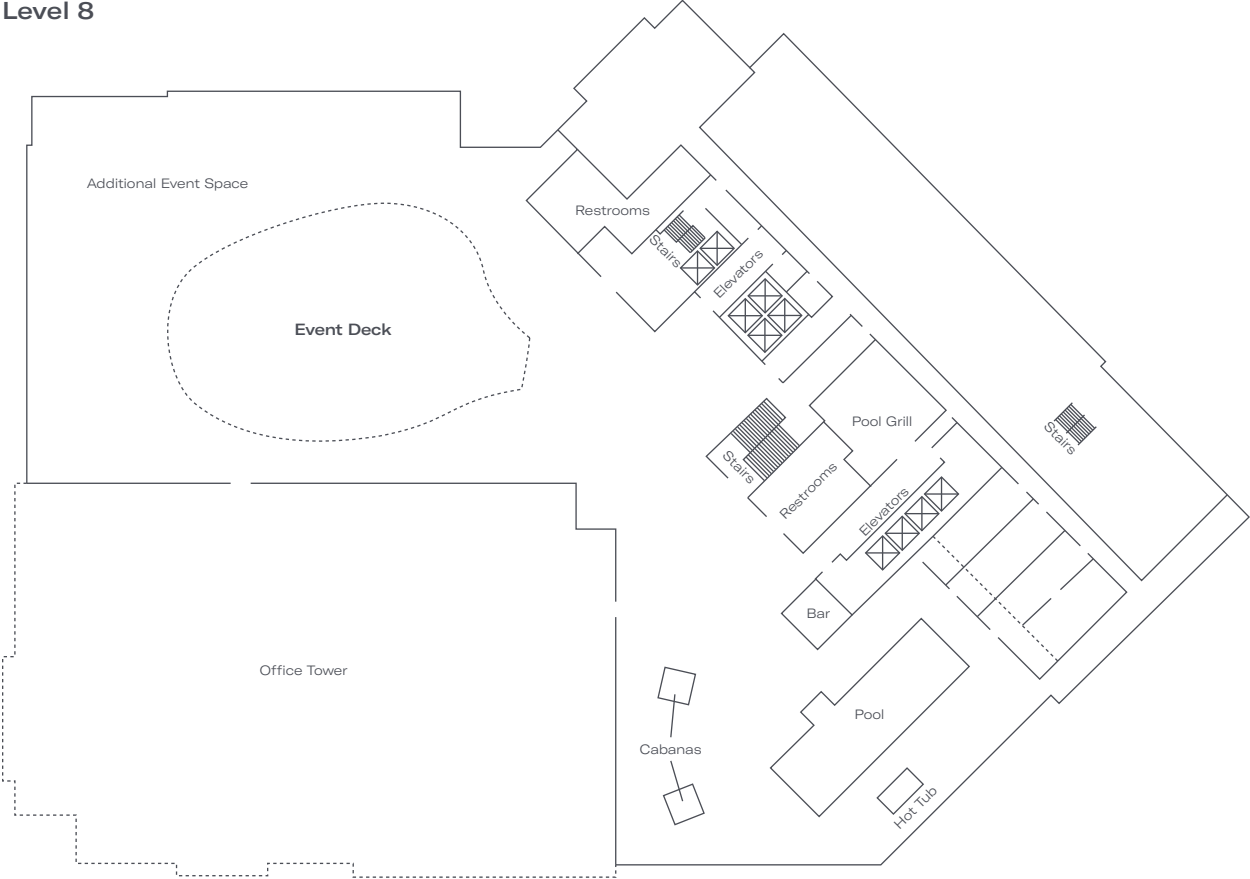 Level 8
Additional Event Space
Restrooms
Stairs
Elevators
Event Deck
Pool Grill
Stairs
Stairs
Restrooms
Elevators
Bar
Office Tower
Pool
Cabanas
Hot Tub